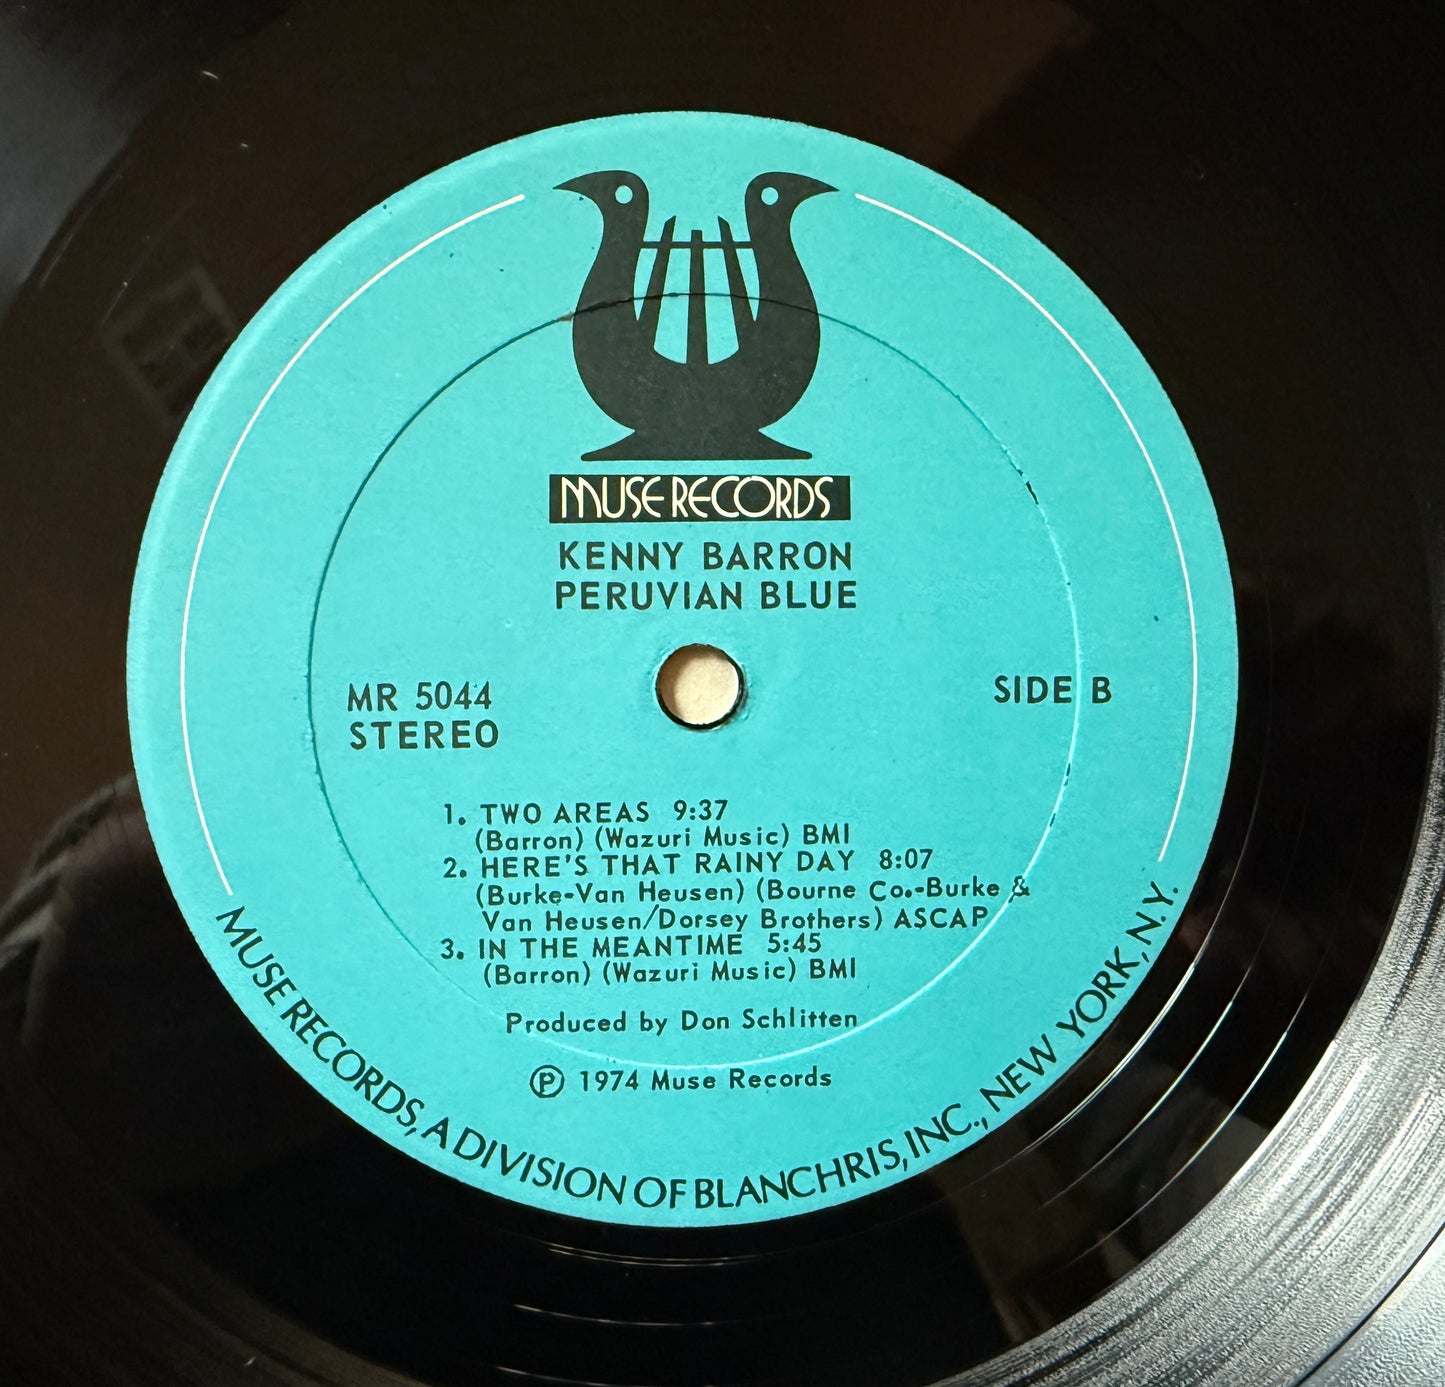 MUSE RECORDS
KENNY BARRON
PERUVIAN BLUE
MR 5044
STEREO
SIDE B
1. TWO AREAS 9:37
(Barron) (Wazuri Music) BMI
2. HERE'S THAT RAINY DAY 8:07
(Burke-Van Heusen) (Bourne Co.-Burke &
Van Heusen/Dorsey Brothers) ASCAP
3. IN THE MEANTIME 5:45
(Barron) (Wazuri Music) BMI
Produced by Don Schlitten
Ⓟ 1974 Muse Records
MUSE RECORDS, A DIVISION OF BLANCHRIS, INC., NEW YORK, N.Y.